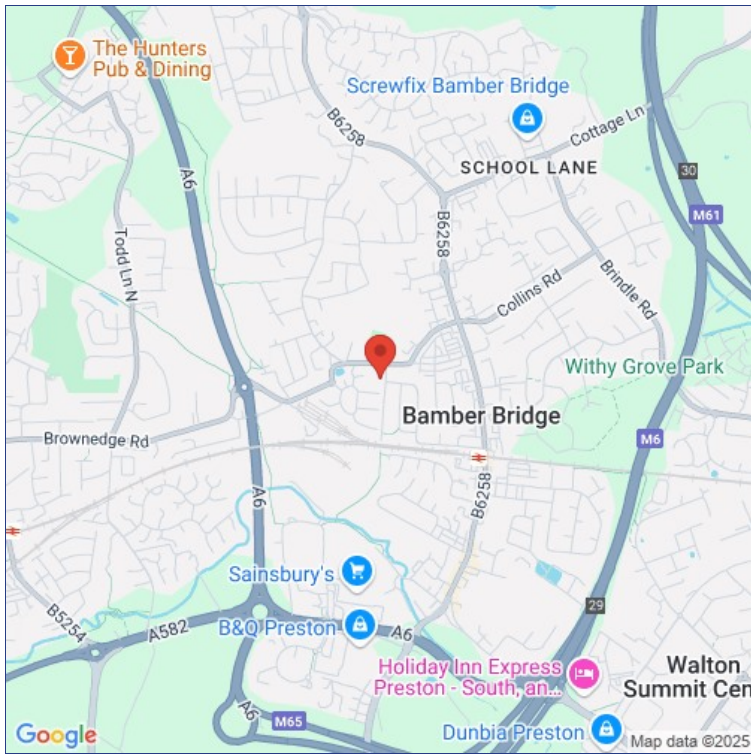 The Hunters
Pub & Dining
Screwfix Bamber Bridge
B6258
Cottage Ln
SCHOOL LANE
30
A6
M61
Todd Ln N
B6258
Collins Rd
Brindle Rd
Withy Grove Park
Bamber Bridge
Brownedge Rd
M6
A6
B6258
Sainsbury's
29
B5254
A582
B&Q Preston
A6
Holiday Inn Express
Preston - South, an...
Walton
Summit Cen
A6
M65
Dunbia Preston
Google
Map data ©2025